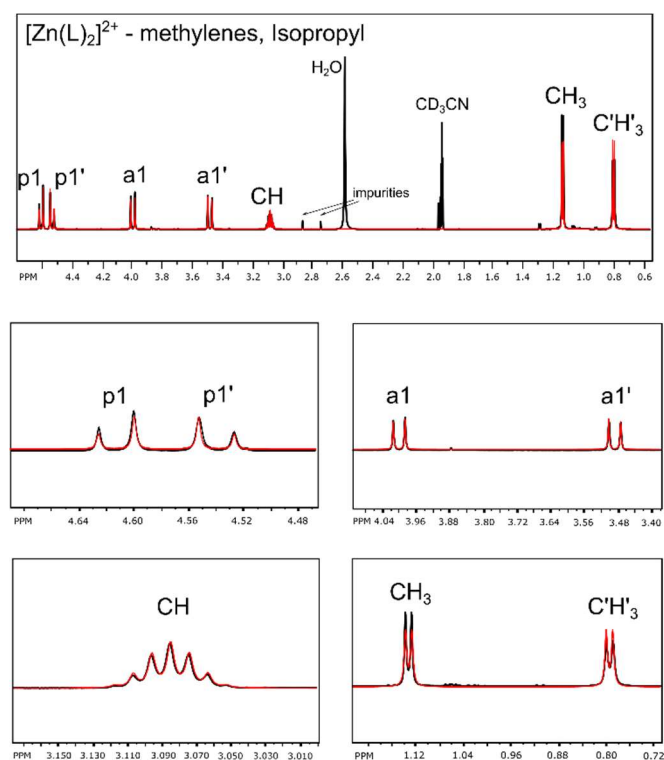 [Zn(L)₂]²⁺ - methylenes, Isopropyl
H₂O
CD₃CN
CH₃
C'H'₃
p1 p1' a1 a1' CH
impurities
PPM 4.4 4.2 4.0 3.8 3.6 3.4 3.2 3.0 2.8 2.6 2.4 2.2 2.0 1.8 1.6 1.4 1.2 1.0 0.8 0.6
p1 p1'
PPM 4.64 4.60 4.56 4.52 4.48
a1 a1'
PPM 4.04 3.96 3.88 3.80 3.72 3.64 3.56 3.48 3.40
CH
PPM 3.150 3.130 3.110 3.090 3.070 3.050 3.030 3.010
CH₃ C'H'₃
PPM 1.12 1.04 0.96 0.88 0.80 0.72